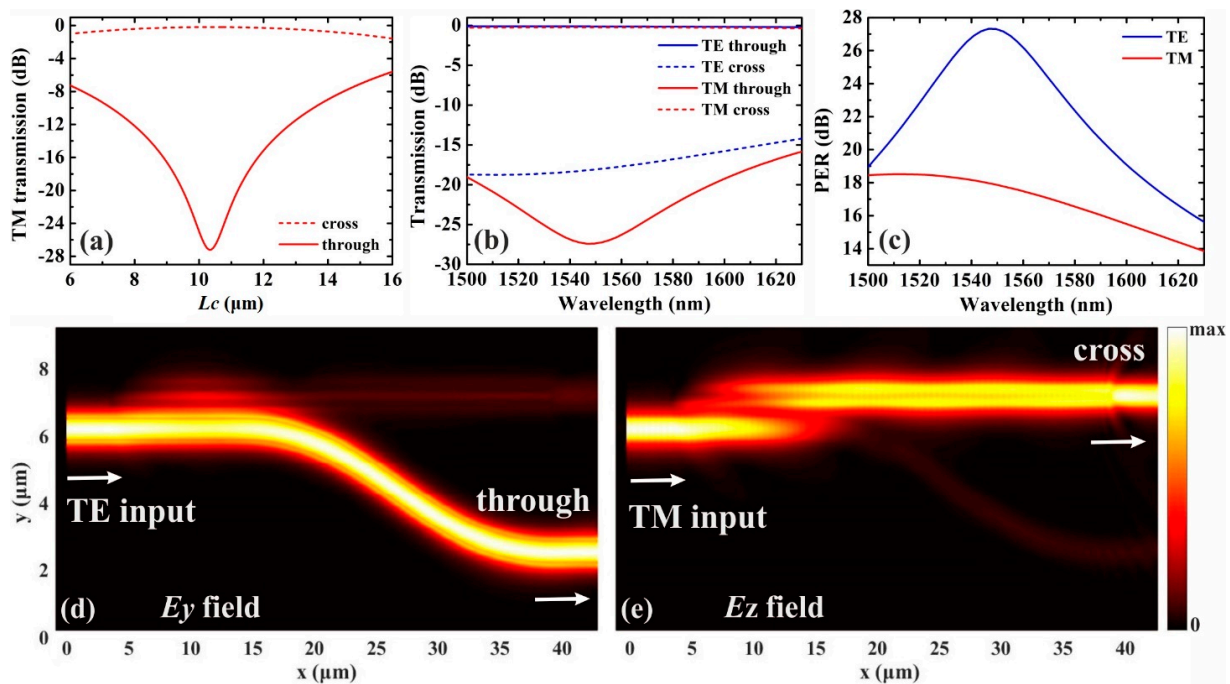 TM transmission (dB)
0
-4
-8
-12
-16
-20
-24
-28
6
8
10
12
14
16
Lc (μm)
cross
through
(a)
Transmission (dB)
0
-5
-10
-15
-20
-25
-30
1500 1520 1540 1560 1580 1600 1620
Wavelength (nm)
TE through
TE cross
TM through
TM cross
(b)
PER (dB)
28
26
24
22
20
18
16
14
1500 1520 1540 1560 1580 1600 1620
Wavelength (nm)
TE
TM
(c)
y (μm)
8
6
4
2
0
TE input
through
(d)
Ey field
0 5 10 15 20 25 30 35 40
x (μm)
cross
TM input
(e)
Ez field
0 5 10 15 20 25 30 35 40
x (μm)
max
0